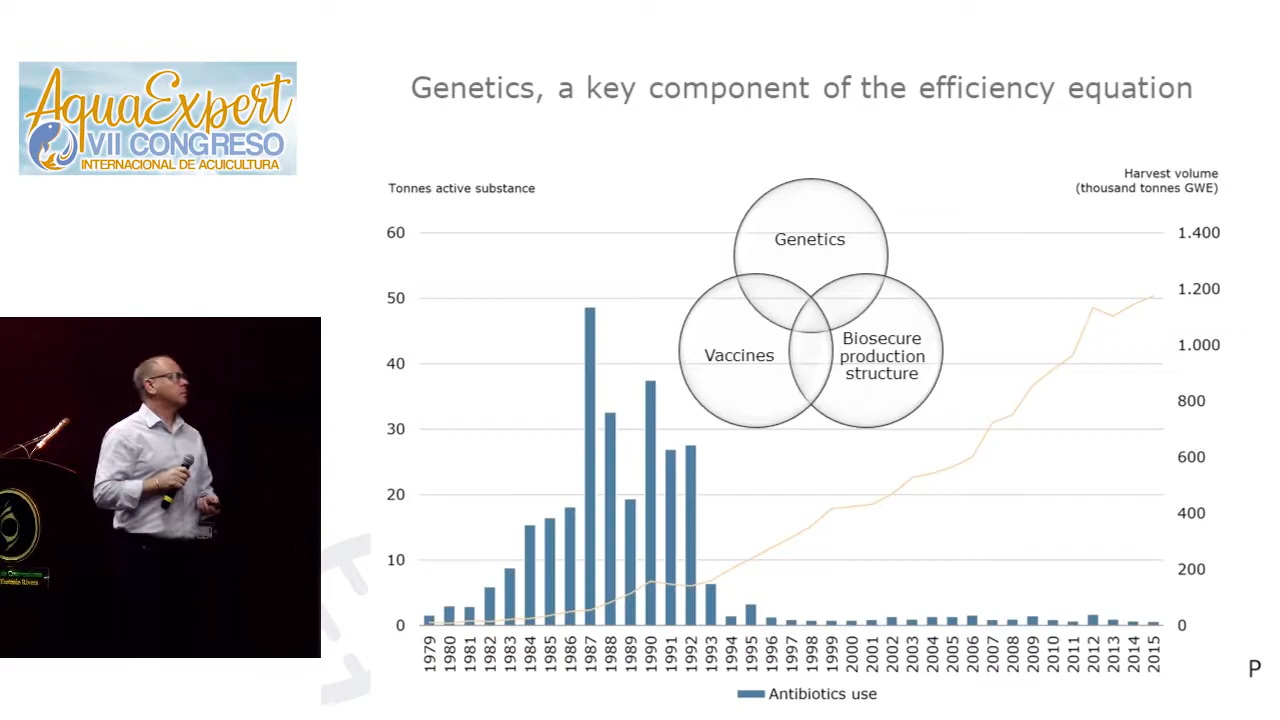 AquaExpert
VII CONGRESO
INTERNACIONAL DE ACUICULTURA
Genetics, a key component of the efficiency equation
Tonnes active substance
Harvest volume
(thousand tonnes GWE)
60
50
40
30
20
10
0
1.400
1.200
1.000
800
600
400
200
0
Genetics
Vaccines
Biosecure
production
structure
1979 1980 1981 1982 1983 1984 1985 1986 1987 1988 1989 1990 1991 1992 1993 1994 1995 1996 1997 1998 1999 2000 2001 2002 2003 2004 2005 2006 2007 2008 2009 2010 2011 2012 2013 2014 2015
Antibiotics use
P